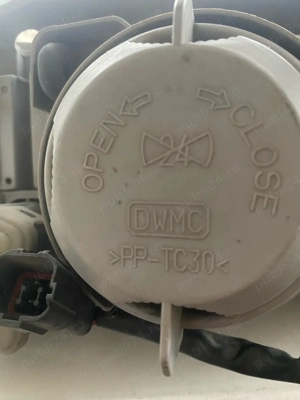 OPEN
CLOSE
24
DWMC
>PP-TC30<